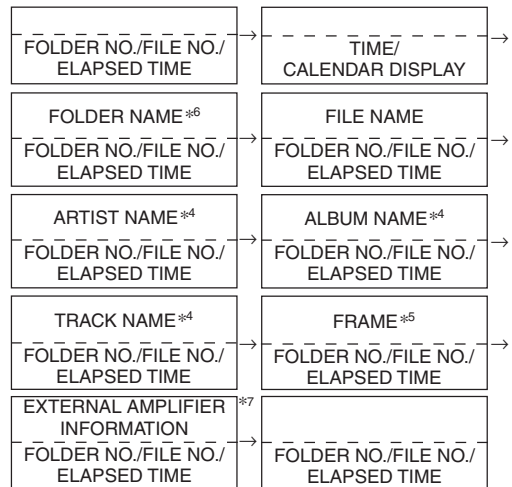 FOLDER NO./FILE NO./
ELAPSED TIME
→
TIME/
CALENDAR DISPLAY
→
FOLDER NAME*6
FOLDER NO./FILE NO./
ELAPSED TIME
→
FILE NAME
FOLDER NO./FILE NO./
ELAPSED TIME
→
ARTIST NAME*4
FOLDER NO./FILE NO./
ELAPSED TIME
→
ALBUM NAME*4
FOLDER NO./FILE NO./
ELAPSED TIME
→
TRACK NAME*4
FOLDER NO./FILE NO./
ELAPSED TIME
→
FRAME*5
FOLDER NO./FILE NO./
ELAPSED TIME
→
EXTERNAL AMPLIFIER
INFORMATION
*7
FOLDER NO./FILE NO./
ELAPSED TIME
→
FOLDER NO./FILE NO./
ELAPSED TIME